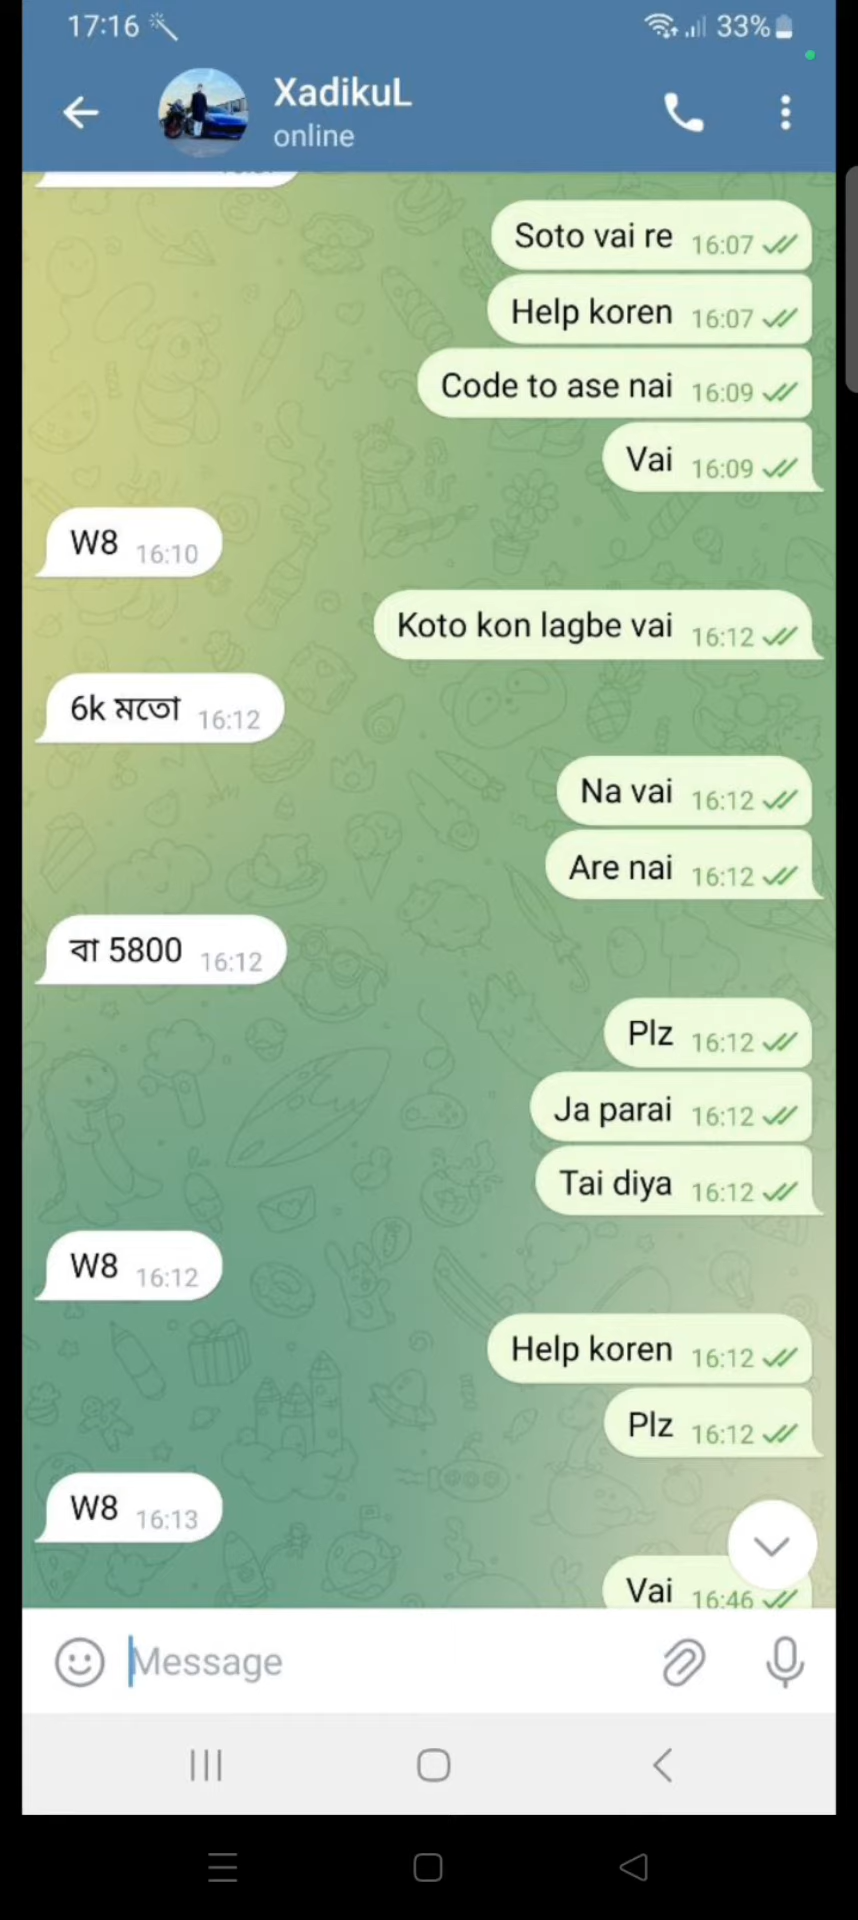 17:16
33%
XadikuL
online
Soto vai re 16:07
Help koren 16:07
Code to ase nai 16:09
Vai 16:09
W8 16:10
Koto kon lagbe vai 16:12
6k মতো 16:12
Na vai 16:12
Are nai 16:12
বা 5800 16:12
Plz 16:12
Ja parai 16:12
Tai diya 16:12
W8 16:12
Help koren 16:12
Plz 16:12
W8 16:13
Vai 16:46
Message